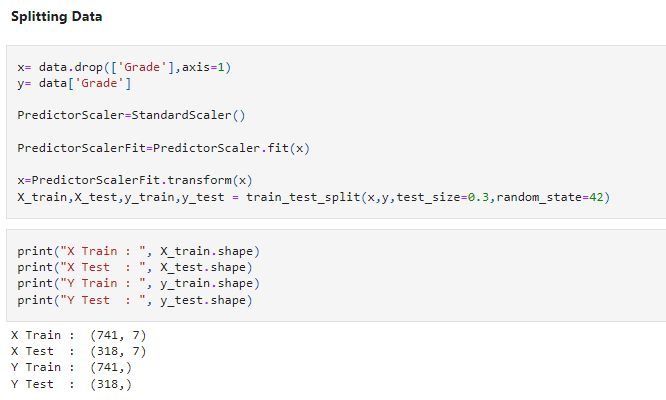 Splitting Data
x= data.drop(['Grade'],axis=1)
y= data['Grade']
PredictorScaler=StandardScaler()
PredictorScalerFit=PredictorScaler.fit(x)
x=PredictorScalerFit.transform(x)
X_train,X_test,y_train,y_test = train_test_split(x,y,test_size=0.3,random_state=42)
print("X Train : ", X_train.shape)
print("X Test  : ", X_test.shape)
print("Y Train : ", y_train.shape)
print("Y Test  : ", y_test.shape)
X Train :  (741, 7)
X Test  :  (318, 7)
Y Train :  (741,)
Y Test  :  (318,)